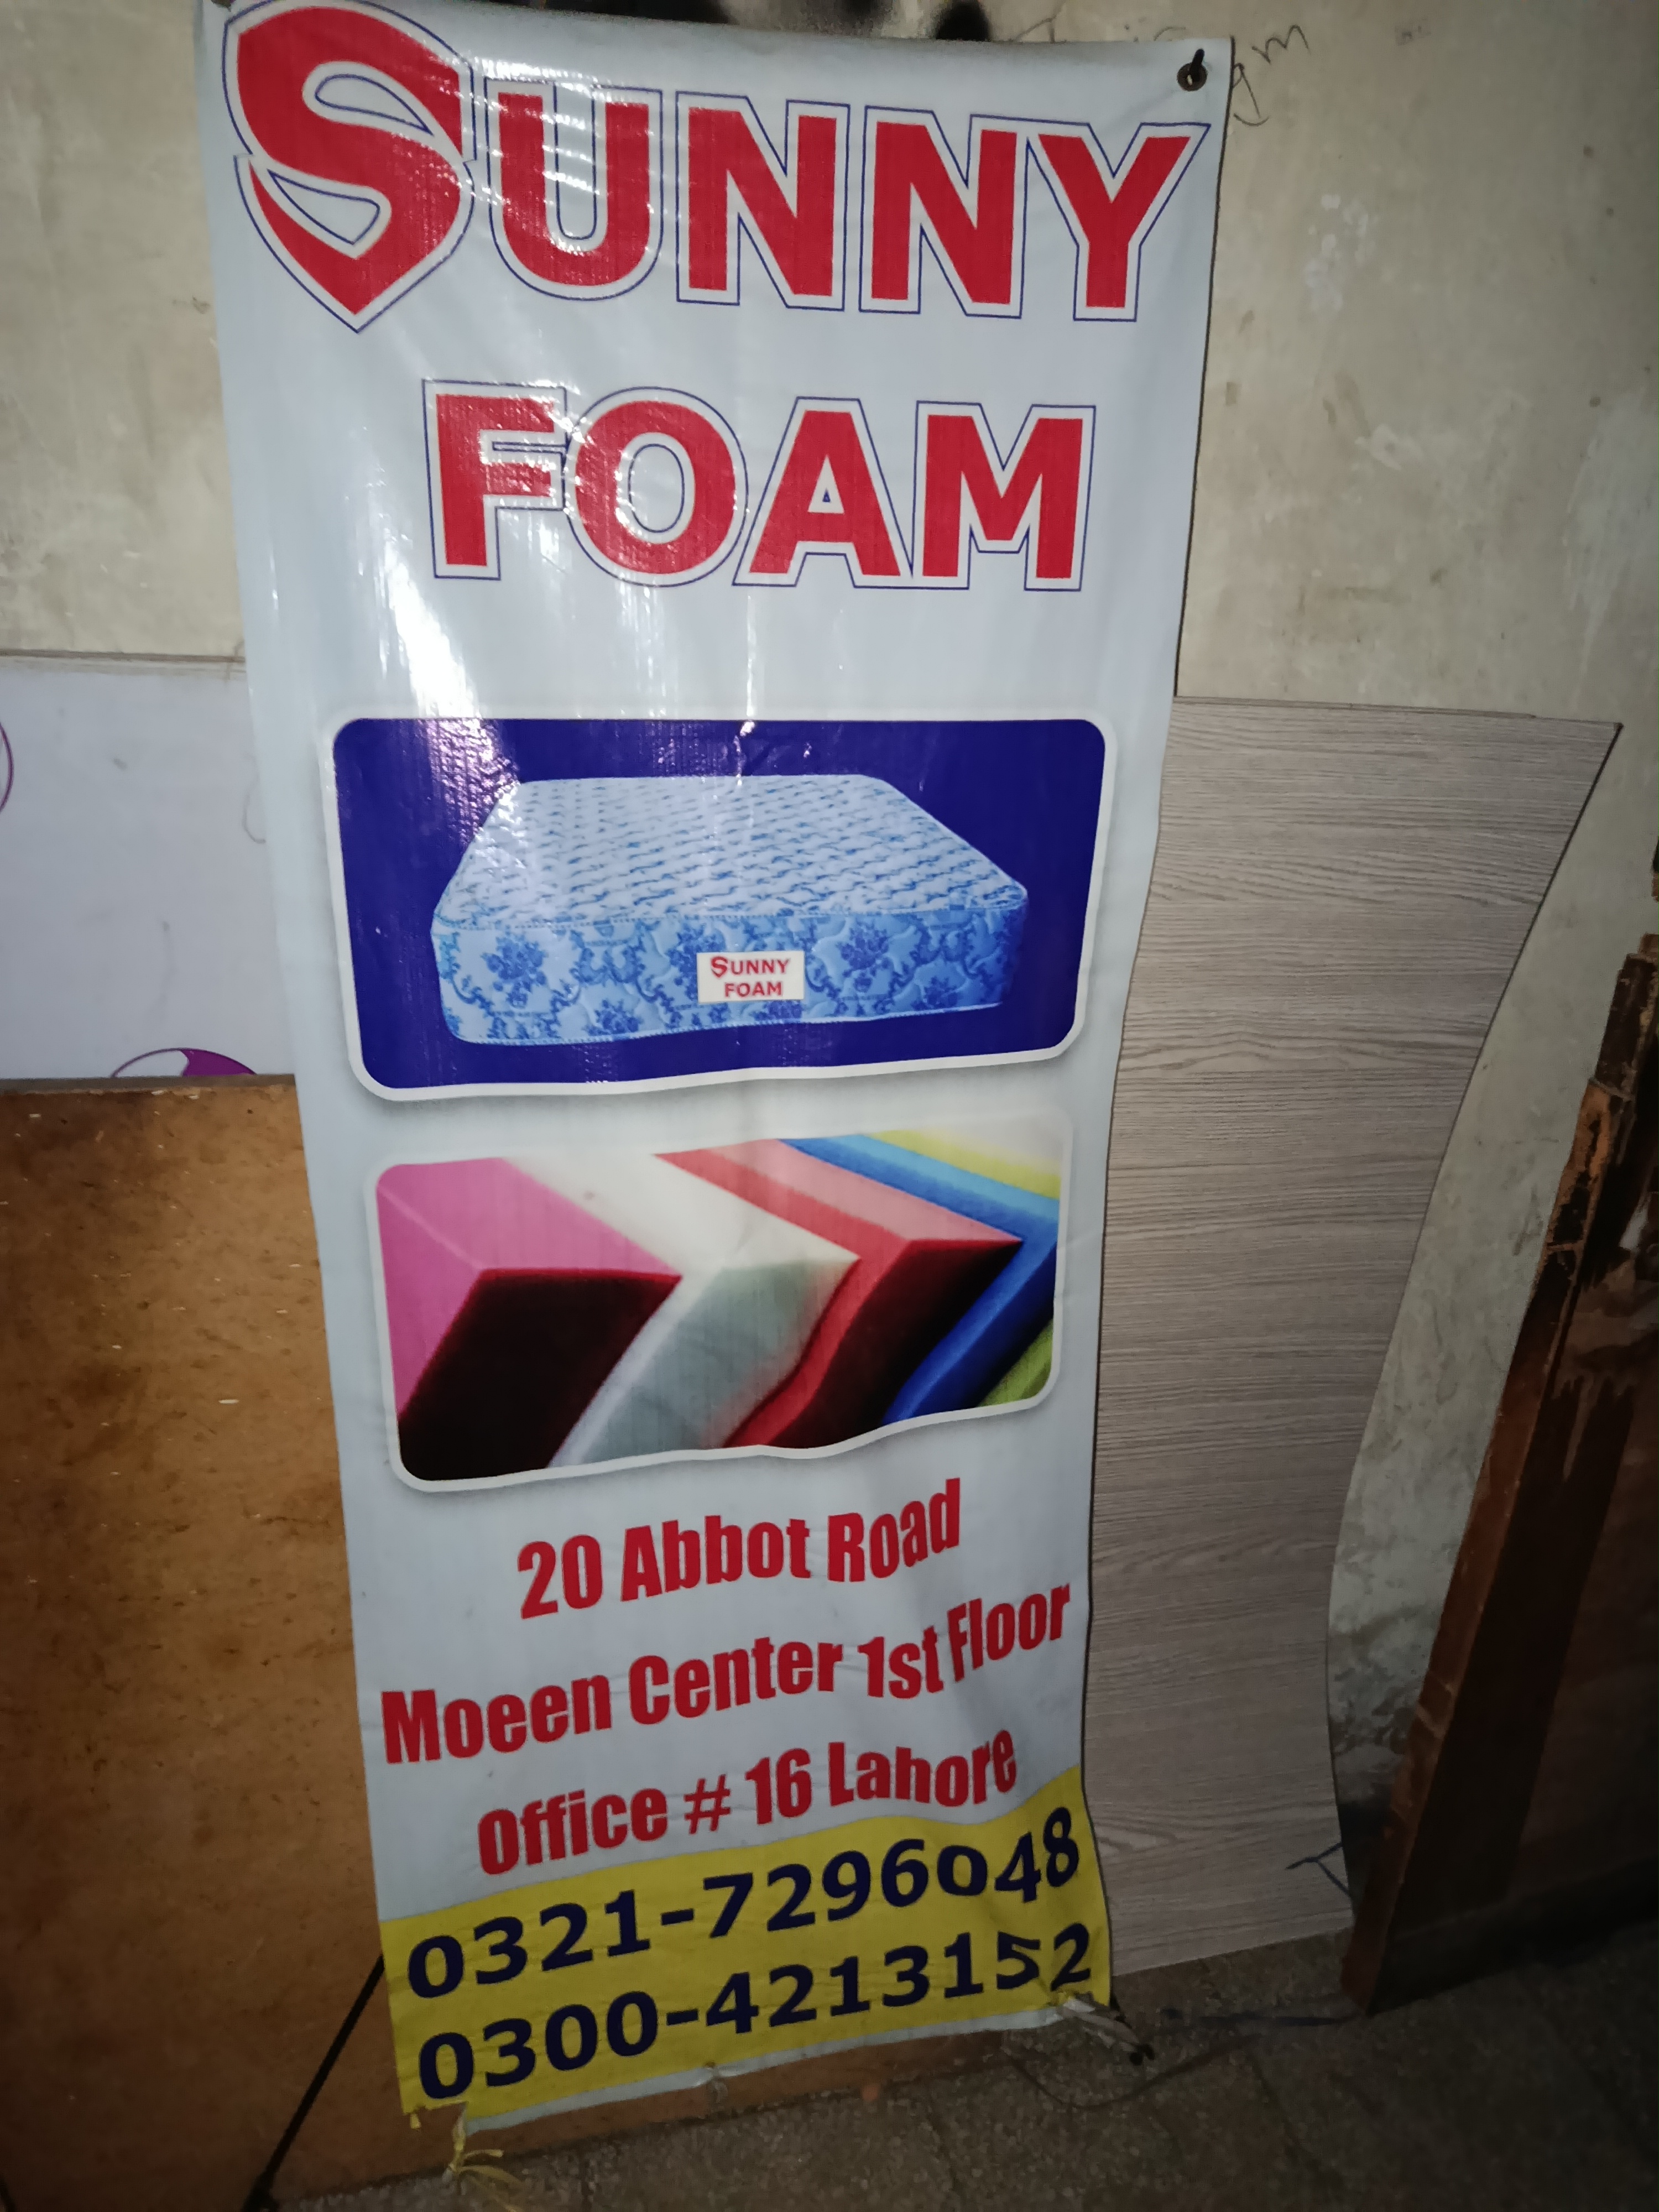 SUNNY
FOAM
SUNNY
FOAM
20 Abbot Road
Moeen Center 1st Floor
Office # 16 Lahore
0321-7296048
0300-4213152